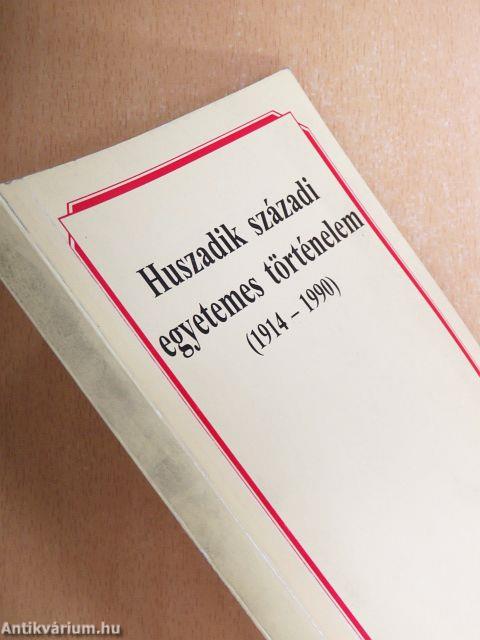 Huszadik századi
egyetemes történelem
(1914 – 1990)
Antikvárium.hu